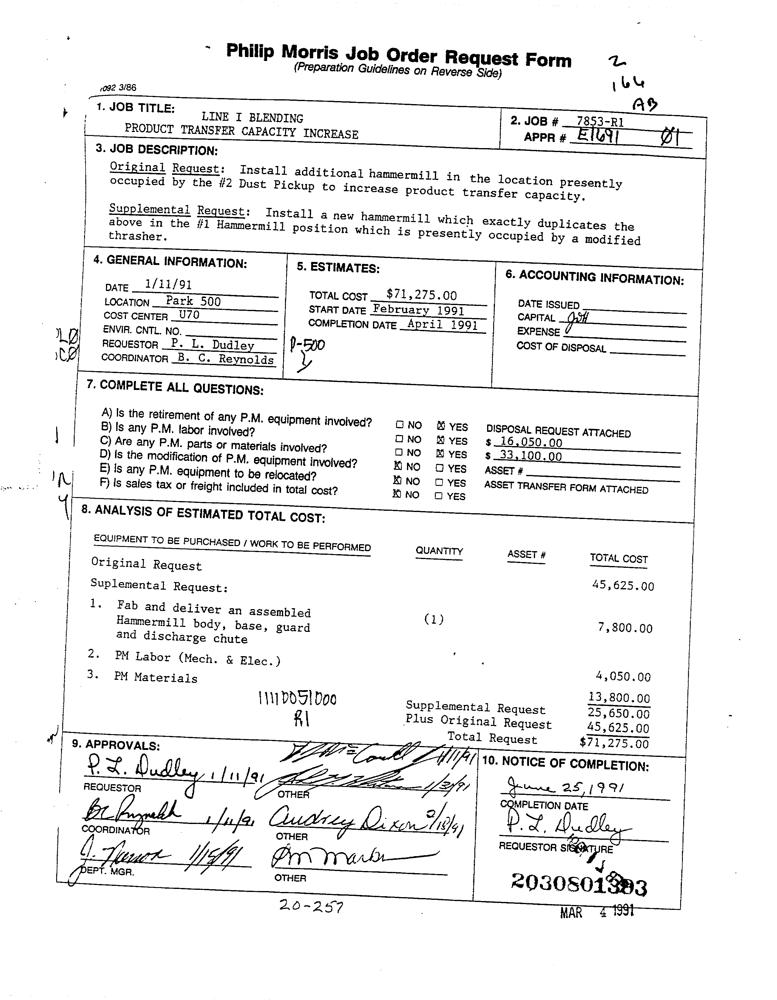 Philip Morris Job Order Request Form
(Preparation Guidelines on Reverse Side)
2
164
AB
r092 3/86
1. JOB TITLE: LINE I BLENDING
PRODUCT TRANSFER CAPACITY INCREASE
2. JOB # 7853-R1
APPR # E1691 01
3. JOB DESCRIPTION:
Original Request: Install additional hammermill in the location presently
occupied by the #2 Dust Pickup to increase product transfer capacity.
Supplemental Request: Install a new hammermill which exactly duplicates the
above in the #1 Hammermill position which is presently occupied by a modified
thrasher.
4. GENERAL INFORMATION:
DATE 1/11/91
LOCATION Park 500
COST CENTER U70
ENVIR. CNTL. NO.
REQUESTOR P. L. Dudley
COORDINATOR B. C. Reynolds
5. ESTIMATES:
TOTAL COST $71,275.00
START DATE February 1991
COMPLETION DATE April 1991
P-500
6. ACCOUNTING INFORMATION:
DATE ISSUED
CAPITAL
EXPENSE
COST OF DISPOSAL
7. COMPLETE ALL QUESTIONS:
A) Is the retirement of any P.M. equipment involved? ☐ NO ☒ YES DISPOSAL REQUEST ATTACHED
B) Is any P.M. labor involved? ☐ NO ☒ YES $ 16,050.00
C) Are any P.M. parts or materials involved? ☐ NO ☒ YES $ 33,100.00
D) Is the modification of P.M. equipment involved? ☒ NO ☐ YES ASSET #
E) Is any P.M. equipment to be relocated? ☒ NO ☐ YES ASSET TRANSFER FORM ATTACHED
F) Is sales tax or freight included in total cost? ☒ NO ☐ YES
8. ANALYSIS OF ESTIMATED TOTAL COST:
EQUIPMENT TO BE PURCHASED / WORK TO BE PERFORMED QUANTITY ASSET # TOTAL COST
Original Request 45,625.00
Suplemental Request:
1. Fab and deliver an assembled
Hammermill body, base, guard (1) 7,800.00
and discharge chute
2. PM Labor (Mech. & Elec.) 4,050.00
3. PM Materials 13,800.00
Supplemental Request 25,650.00
Plus Original Request 45,625.00
Total Request $71,275.00
1111D051D00
R1
9. APPROVALS:
P. L. Dudley 1/11/91
REQUESTOR
1/11/91
COORDINATOR
1/15/91
DEPT. MGR.
1/11/91
OTHER
Audrey Dixon 2/18/91
OTHER
OTHER
10. NOTICE OF COMPLETION:
June 25, 1991
COMPLETION DATE
P. L. Dudley
REQUESTOR SIGNATURE
MAR 4 1991
20-257